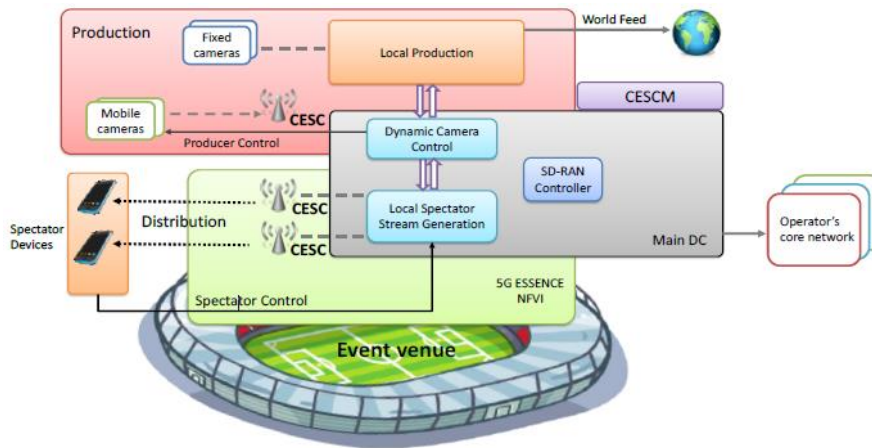 World Feed
Production
Fixed
cameras
Local Production
CESCM
Mobile
cameras
CESC
Producer Control
Dynamic Camera
Control
SD-RAN
Controller
Spectator
Devices
Distribution
CESC
CESC
Local Spectator
Stream Generation
Main DC
Operator's
core network
5G ESSENCE
NFVI
Spectator Control
Event venue